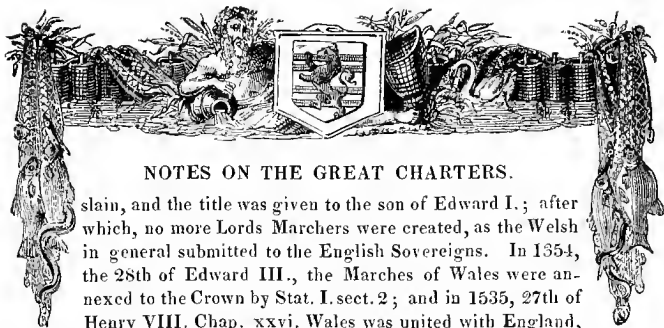 NOTES ON THE GREAT CHARTERS.
slain, and the title was given to the son of Edward I.; after
which, no more Lords Marchers were created, as the Welsh
in general submitted to the English Sovereigns. In 1354,
the 28th of Edward III., the Marches of Wales were an-
nexed to the Crown by Stat. I. sect. 2; and in 1535, 27th of
Henry VIII. Chap. xxvi. Wales was united with England,